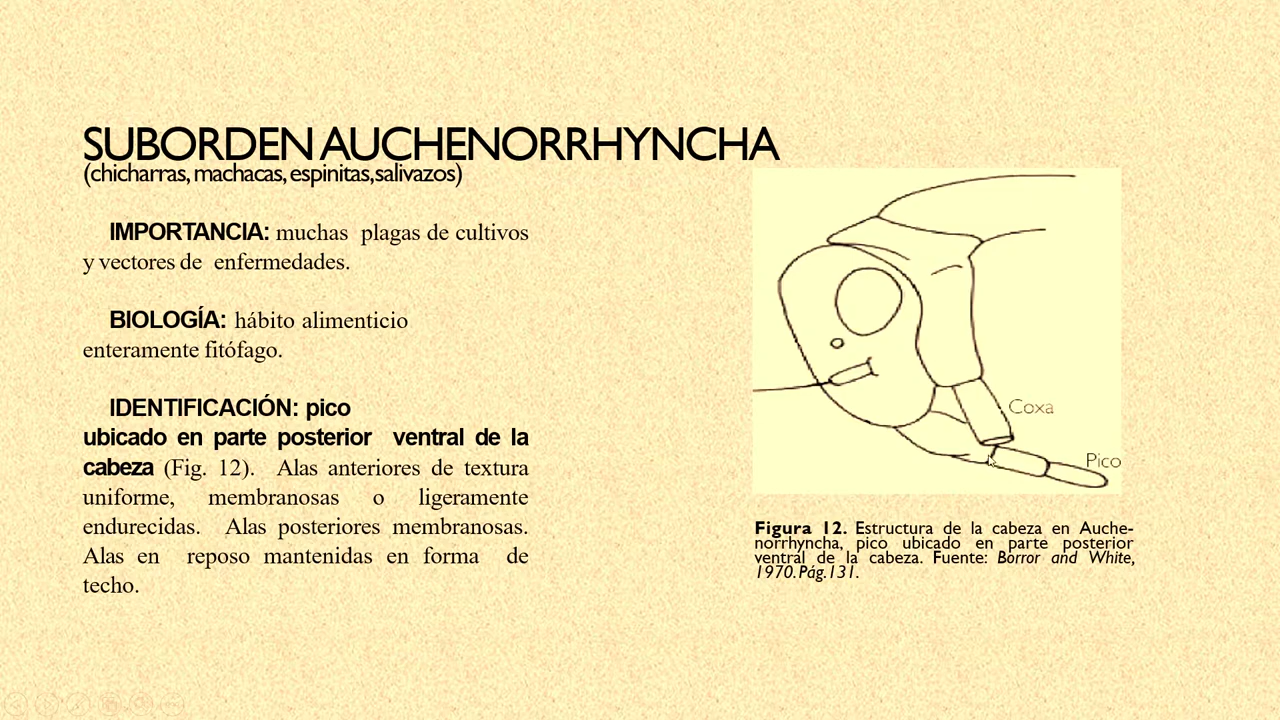 SUBORDEN AUCHENORRHYNCHA
(chicharras, machacas, espinitas,salivazos)
IMPORTANCIA: muchas plagas de cultivos
y vectores de enfermedades.
BIOLOGÍA: hábito alimenticio
enteramente fitófago.
IDENTIFICACIÓN: pico
ubicado en parte posterior ventral de la
cabeza (Fig. 12). Alas anteriores de textura
uniforme, membranosas o ligeramente
endurecidas. Alas posteriores membranosas.
Alas en reposo mantenidas en forma de
techo.
Coxa
Pico
Figura 12. Estructura de la cabeza en Auche-
norrhyncha, pico ubicado en parte posterior
ventral de la cabeza. Fuente: Borror and White,
1970. Pág.131.